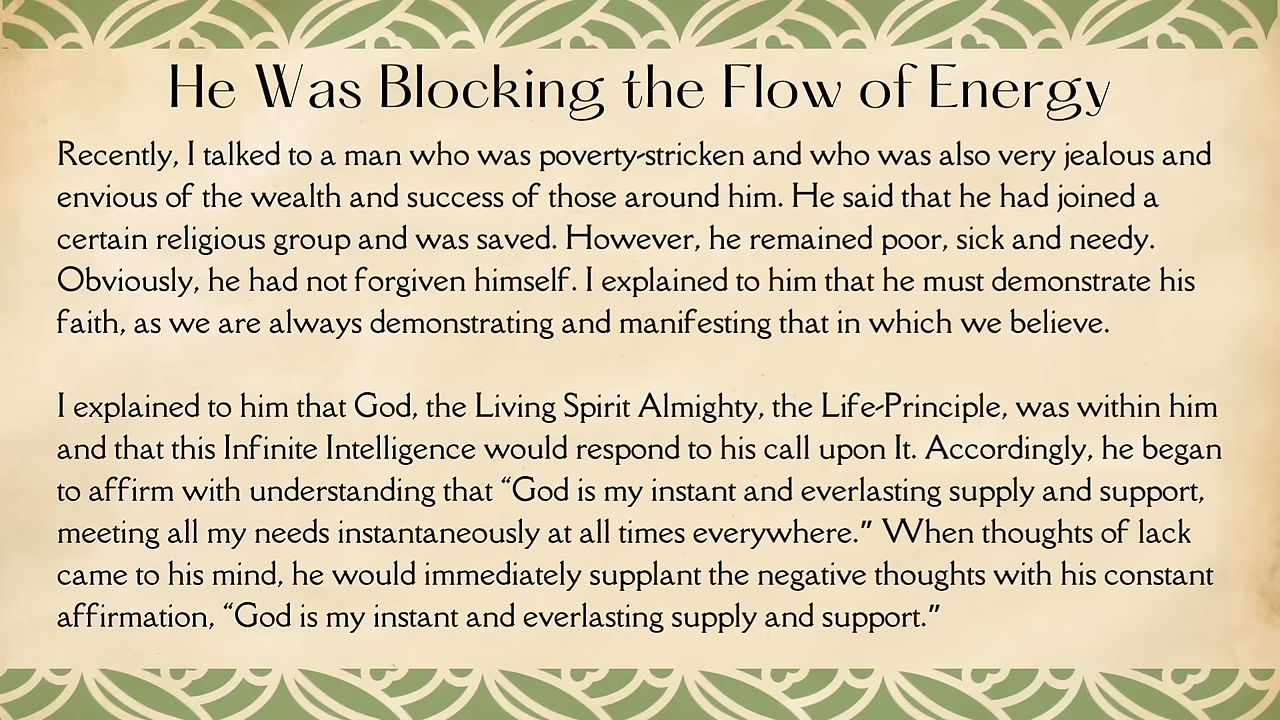 He Was Blocking the Flow of Energy
Recently, I talked to a man who was poverty-stricken and who was also very jealous and
envious of the wealth and success of those around him. He said that he had joined a
certain religious group and was saved. However, he remained poor, sick and needy.
Obviously, he had not forgiven himself. I explained to him that he must demonstrate his
faith, as we are always demonstrating and manifesting that in which we believe.
I explained to him that God, the Living Spirit Almighty, the Life-Principle, was within him
and that this Infinite Intelligence would respond to his call upon It. Accordingly, he began
to affirm with understanding that “God is my instant and everlasting supply and support,
meeting all my needs instantaneously at all times everywhere.” When thoughts of lack
came to his mind, he would immediately supplant the negative thoughts with his constant
affirmation, “God is my instant and everlasting supply and support.”